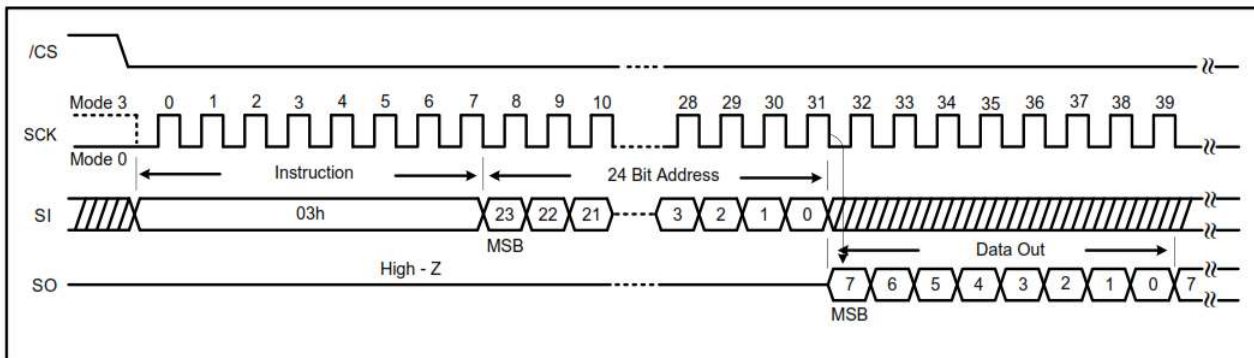 /CS
Mode 3 0 1 2 3 4 5 6 7 8 9 10 28 29 30 31 32 33 34 35 36 37 38 39
SCK
Mode 0
Instruction 24 Bit Address
SI 03h 23 22 21 3 2 1 0
MSB
High - Z Data Out
SO 7 6 5 4 3 2 1 0 7
MSB